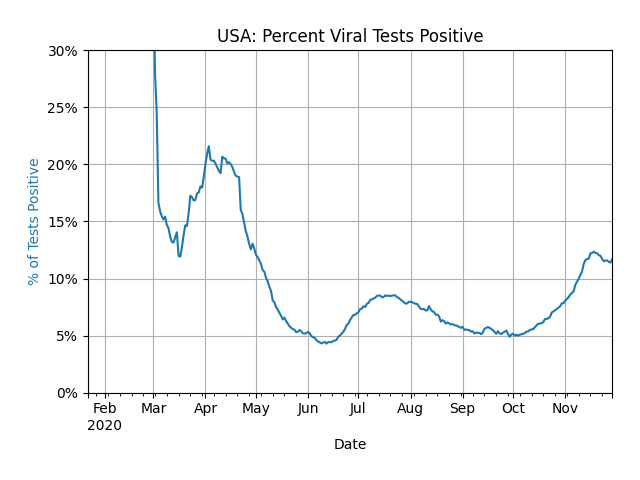 USA: Percent Viral Tests Positive
30%
25%
20%
15%
10%
5%
0%
% of Tests Positive
Feb Mar Apr May Jun Jul Aug Sep Oct Nov
2020
Date